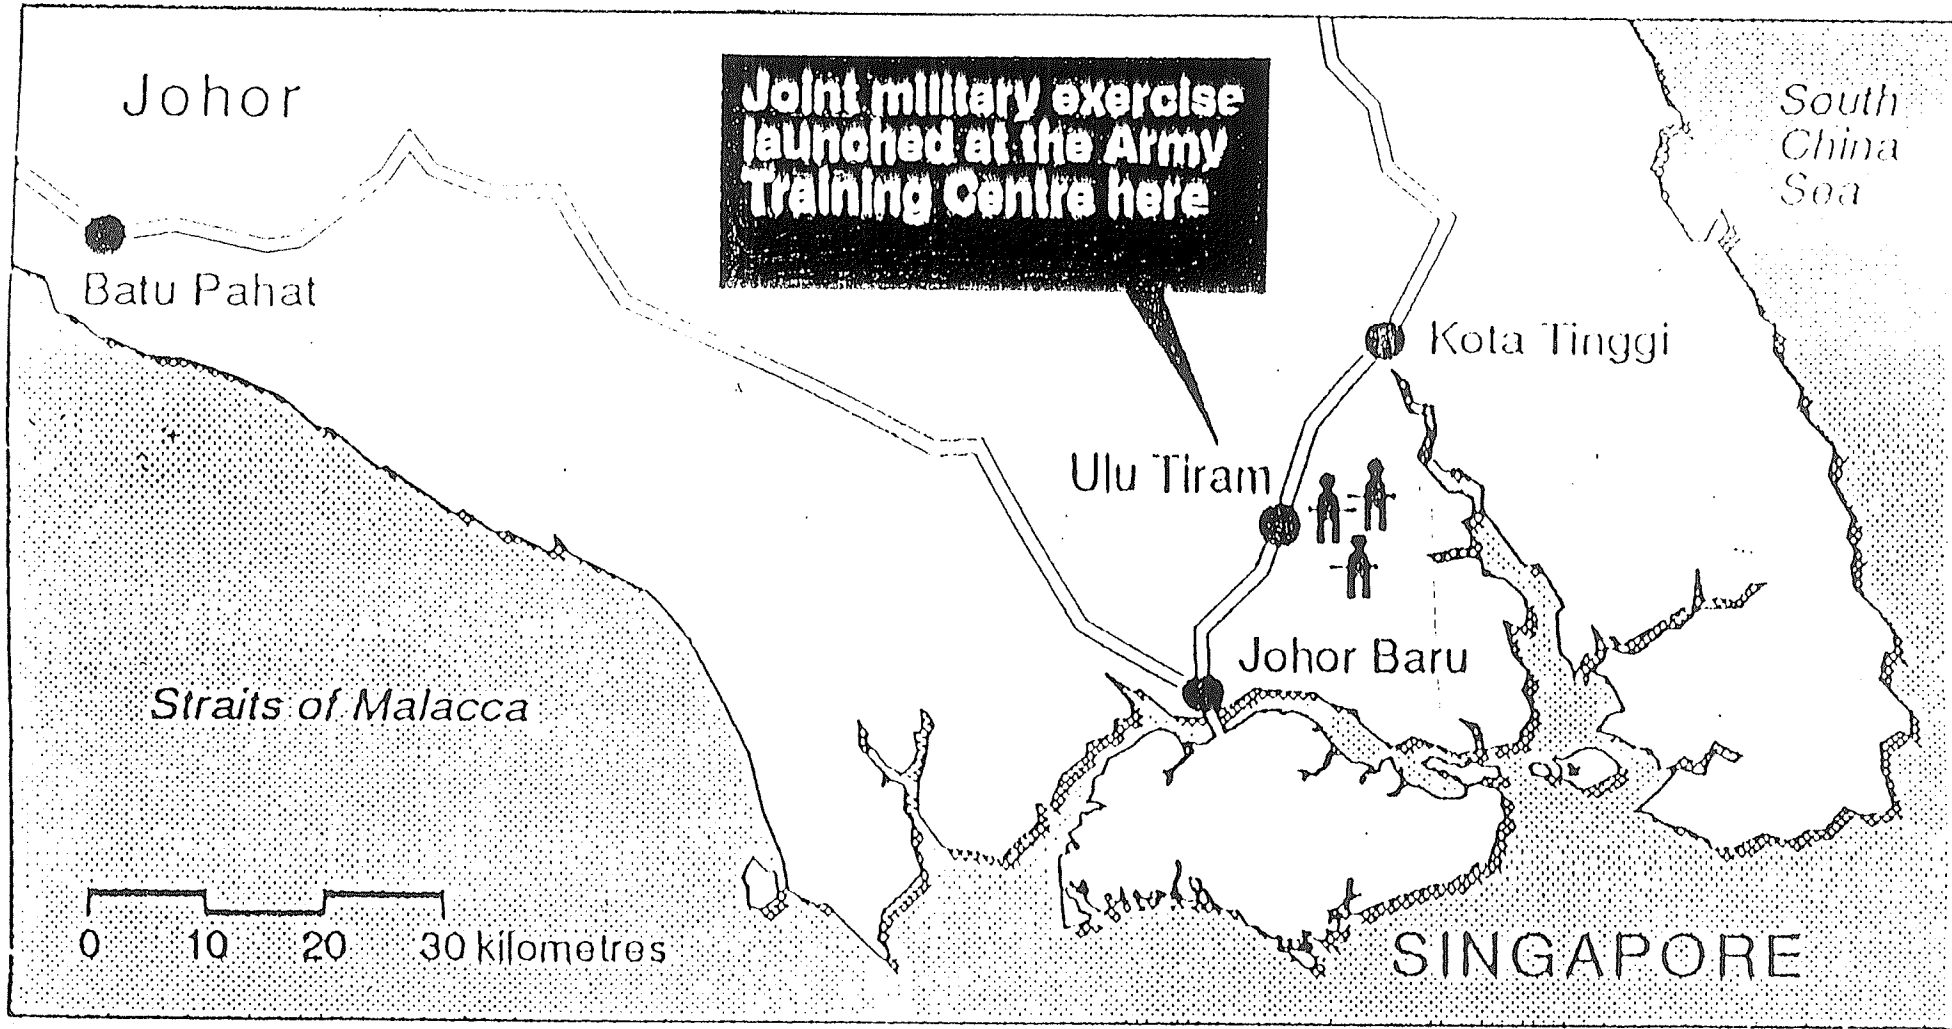 Johor
Joint military exercise
launched at the Army
Training Centre here
South
China
Sea
Batu Pahat
Kota Tinggi
Ulu Tiram
Johor Baru
Straits of Malacca
0 10 20 30 kilometres
SINGAPORE